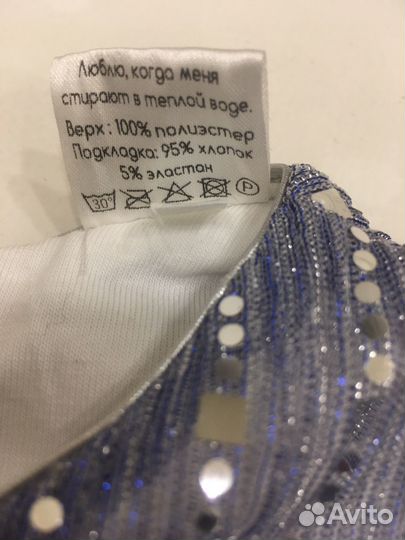 Люблю, когда меня
стирают в теплой воде.
Верх: 100% полиэстер
Подкладка: 95% хлопок
5% эластан
30° P
Avito